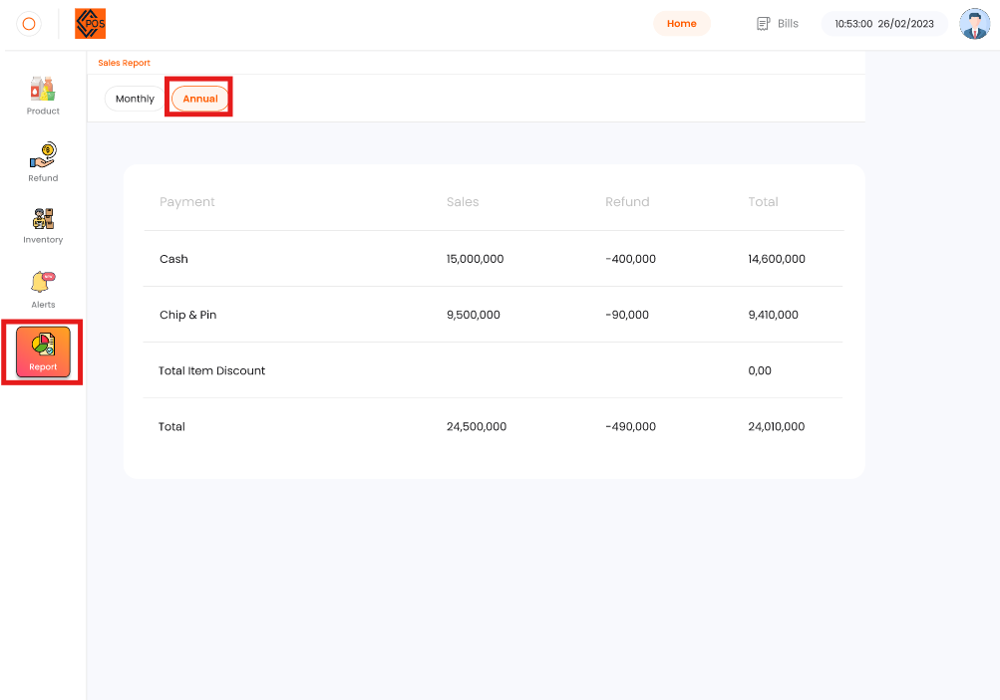 POS
Home
Bills
10:53:00 26/02/2023
Sales Report
Monthly
Annual
Product
Refund
Inventory
Alerts
Report
Payment Sales Refund Total
Cash 15,000,000 -400,000 14,600,000
Chip & Pin 9,500,000 -90,000 9,410,000
Total Item Discount 0,00
Total 24,500,000 -490,000 24,010,000